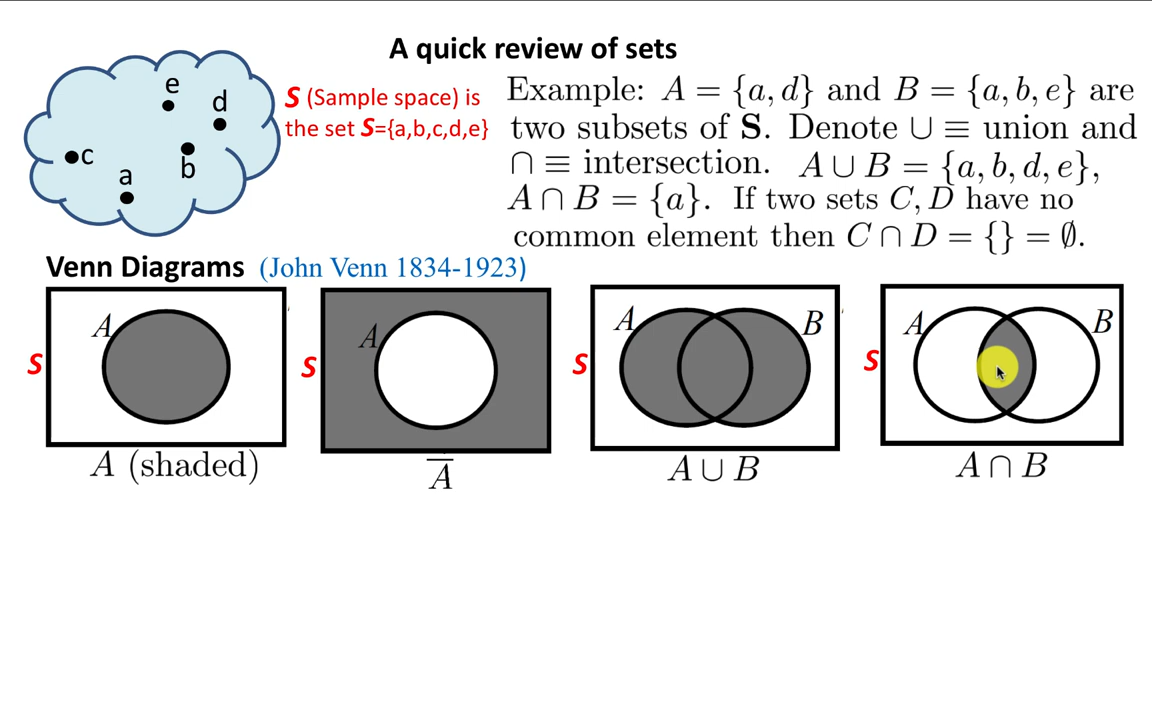 A quick review of sets
e
d
c
b
a
S (Sample space) is
the set S={a,b,c,d,e}
Example: A = {a, d} and B = {a, b, e} are
two subsets of S. Denote ∪ ≡ union and
∩ ≡ intersection. A ∪ B = {a, b, d, e},
A ∩ B = {a}. If two sets C, D have no
common element then C ∩ D = {} = ∅.
Venn Diagrams (John Venn 1834-1923)
A
S
A (shaded)
A
S
A̅
A
B
S
A ∪ B
A
B
S
A ∩ B